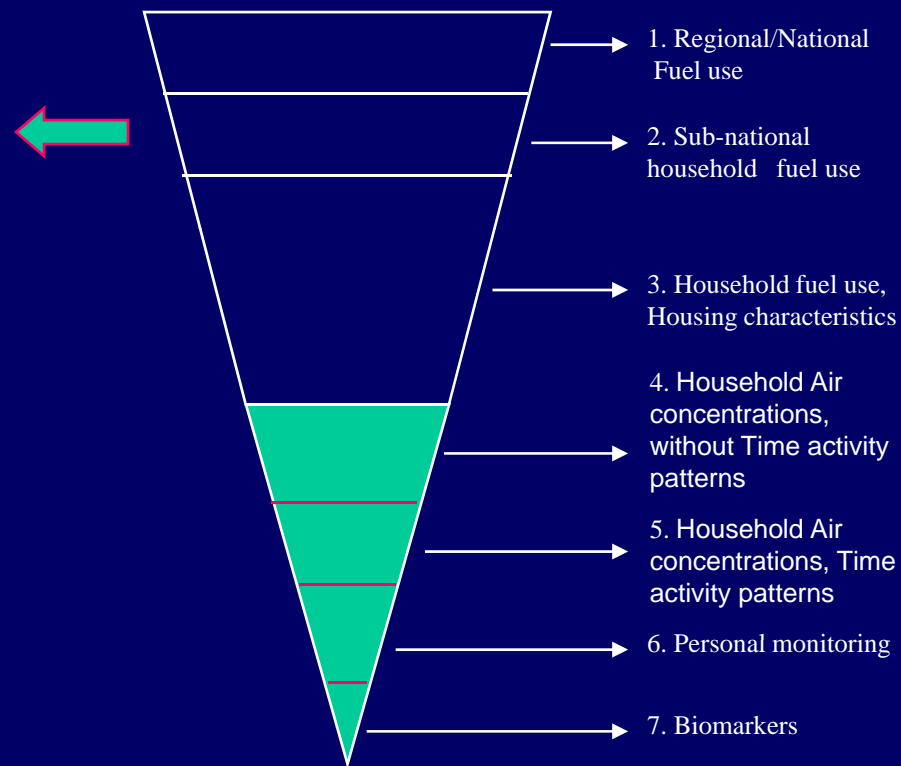 1. Regional/National
Fuel use
2. Sub-national
household fuel use
3. Household fuel use,
Housing characteristics
4. Household Air
concentrations,
without Time activity
patterns
5. Household Air
concentrations, Time
activity patterns
6. Personal monitoring
7. Biomarkers